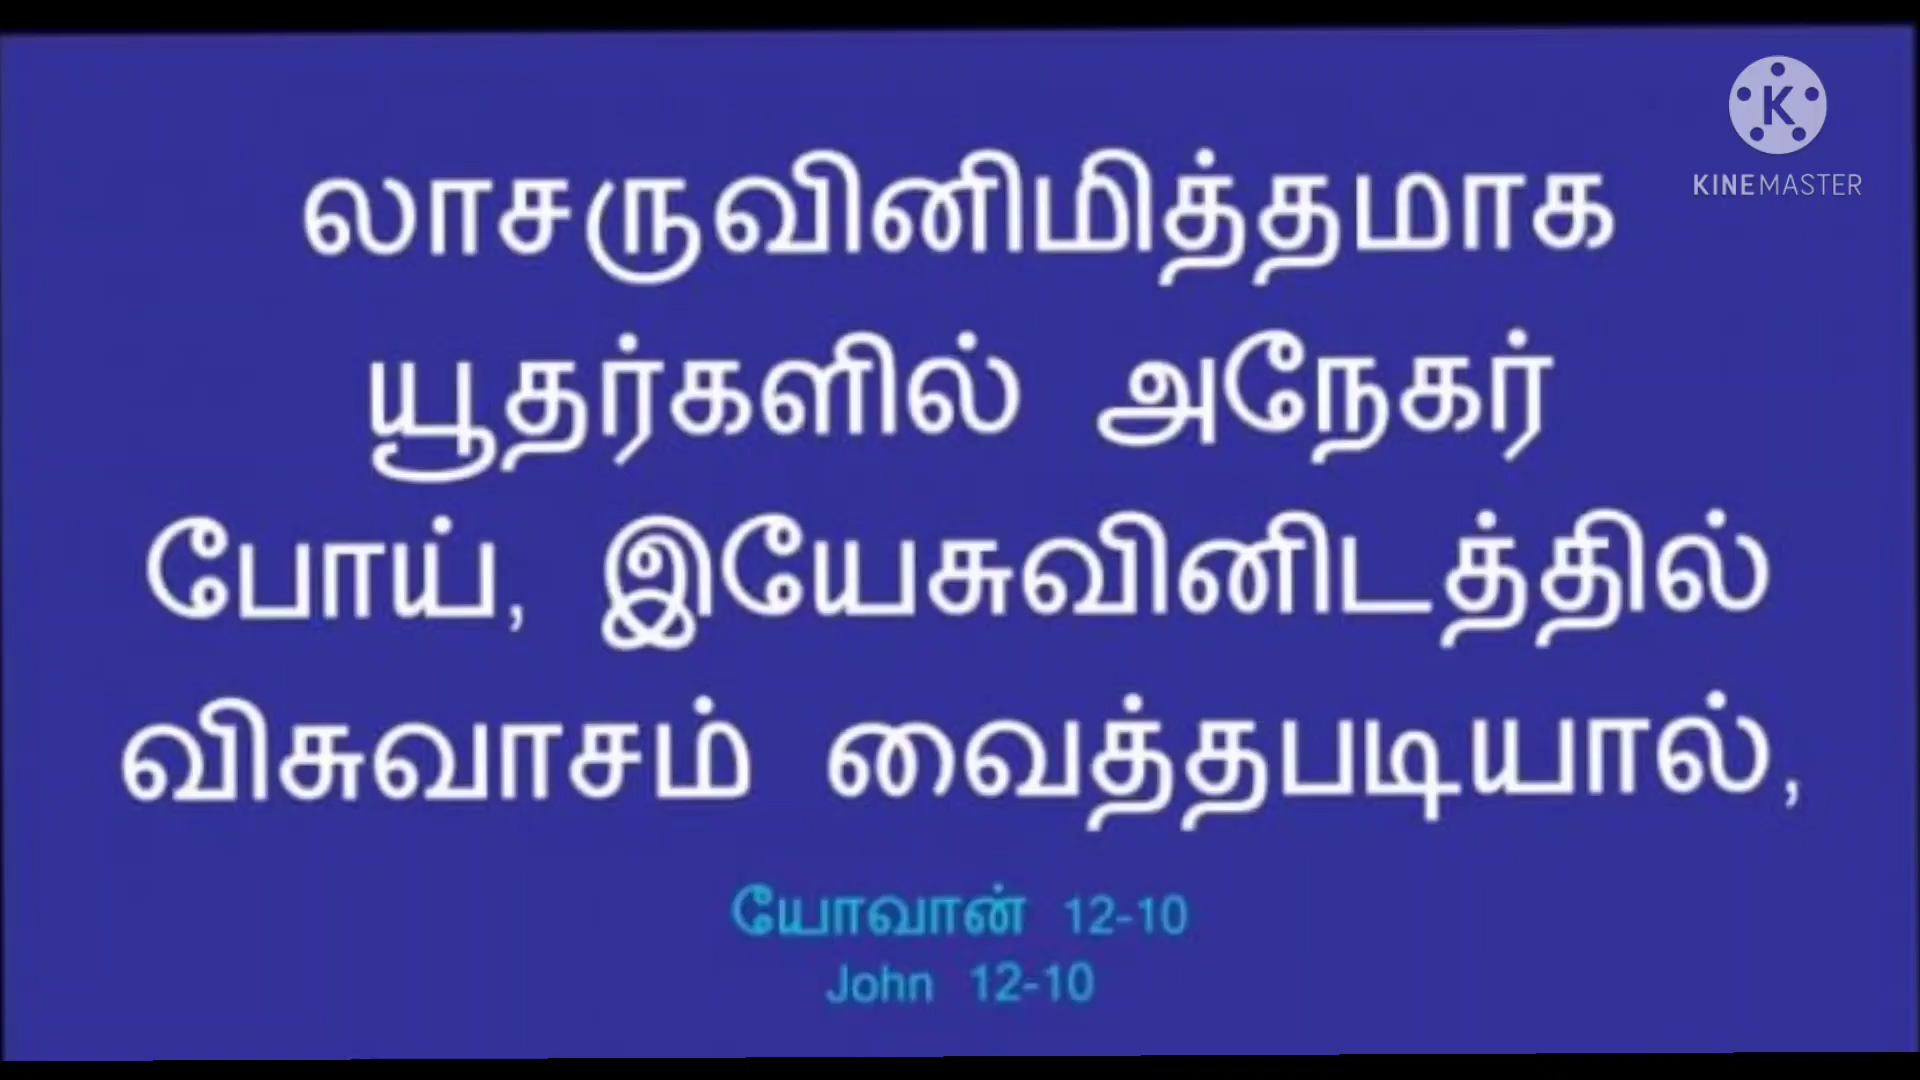 KINEMASTER
லாசருவினிமித்தமாக
யூதர்களில் அநேகர்
போய், இயேசுவினிடத்தில்
விசுவாசம் வைத்தபடியால்,
யோவான் 12-10
John 12-10